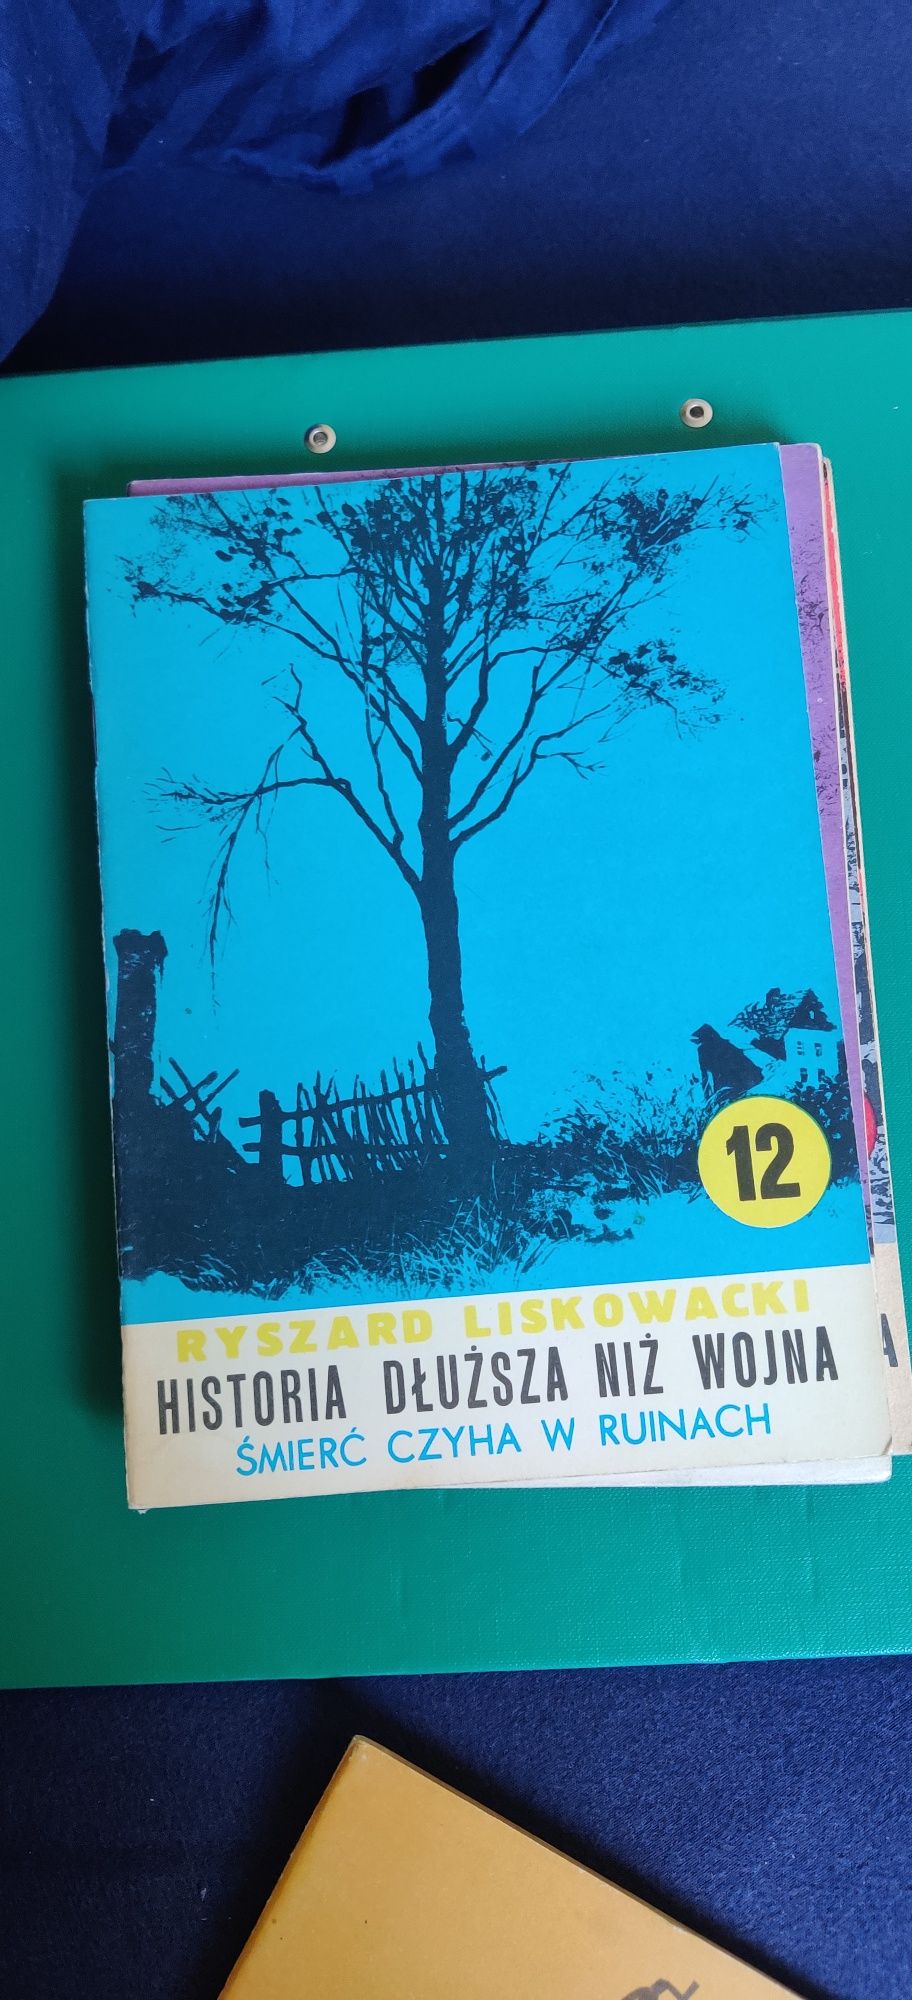 12
RYSZARD LISKOWACKI
HISTORIA DŁUŻSZA NIŻ WOJNA
ŚMIERĆ CZYHA W RUINACH
A